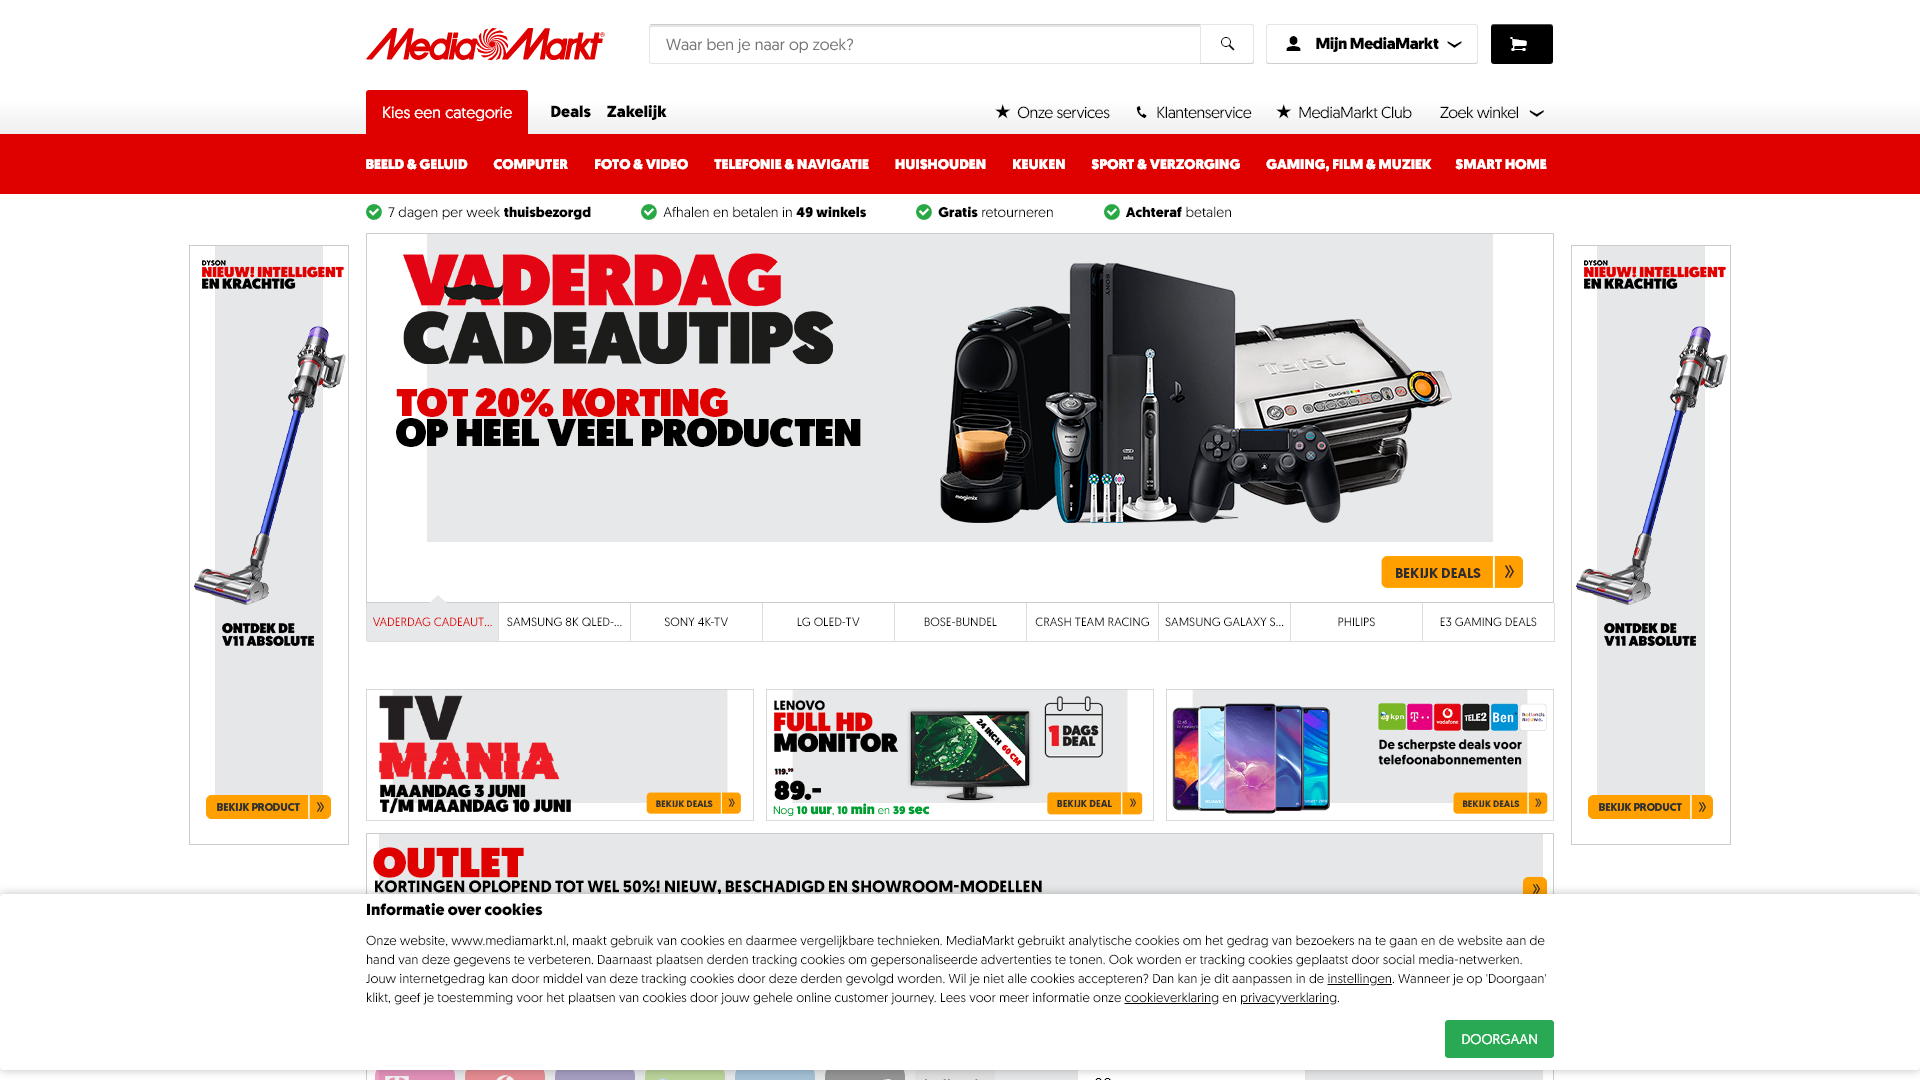 MediaMarkt
Waar ben je naar op zoek?
Mijn MediaMarkt
Kies een categorie
Deals
Zakelijk
Onze services
Klantenservice
MediaMarkt Club
Zoek winkel
BEELD & GELUID
COMPUTER
FOTO & VIDEO
TELEFONIE & NAVIGATIE
HUISHOUDEN
KEUKEN
SPORT & VERZORGING
GAMING, FILM & MUZIEK
SMART HOME
7 dagen per week thuisbezorgd
Afhalen en betalen in 49 winkels
Gratis retourneren
Achteraf betalen
DYSON
NIEUW! INTELLIGENT
EN KRACHTIG
ONTDEK DE
V11 ABSOLUTE
BEKIJK PRODUCT
VADERDAG
CADEAUTIPS
TOT 20% KORTING
OP HEEL VEEL PRODUCTEN
SONY
Tefal
PHILIPS
magimix
BEKIJK DEALS
DYSON
NIEUW! INTELLIGENT
EN KRACHTIG
ONTDEK DE
V11 ABSOLUTE
BEKIJK PRODUCT
VADERDAG CADEAUT...
SAMSUNG 8K QLED-...
SONY 4K-TV
LG OLED-TV
BOSE-BUNDEL
CRASH TEAM RACING
SAMSUNG GALAXY S...
PHILIPS
E3 GAMING DEALS
TV
MANIA
MAANDAG 3 JUNI
T/M MAANDAG 10 JUNI
BEKIJK DEALS
LENOVO
FULL HD
MONITOR
119.99
89.-
24 INCH 60 CM
1 DAGS
DEAL
Nog 10 uur, 10 min en 39 sec
BEKIJK DEAL
kpn
T
vodafone
TELE2
Ben
hollands
nieuwe.
De scherpste deals voor
telefoonabonnementen
BEKIJK DEALS
OUTLET
KORTINGEN OPLOPEND TOT WEL 50%! NIEUW, BESCHADIGD EN SHOWROOM-MODELLEN
Informatie over cookies
Onze website, www.mediamarkt.nl, maakt gebruik van cookies en daarmee vergelijkbare technieken. MediaMarkt gebruikt analytische cookies om het gedrag van bezoekers na te gaan en de website aan de
hand van deze gegevens te verbeteren. Daarnaast plaatsen derden tracking cookies om gepersonaliseerde advertenties te tonen. Ook worden er tracking cookies geplaatst door social media-netwerken.
Jouw internetgedrag kan door middel van deze tracking cookies door deze derden gevolgd worden. Wil je niet alle cookies accepteren? Dan kan je dit aanpassen in de instellingen. Wanneer je op 'Doorgaan'
klikt, geef je toestemming voor het plaatsen van cookies door jouw gehele online customer journey. Lees voor meer informatie onze cookieverklaring en privacyverklaring.
DOORGAAN